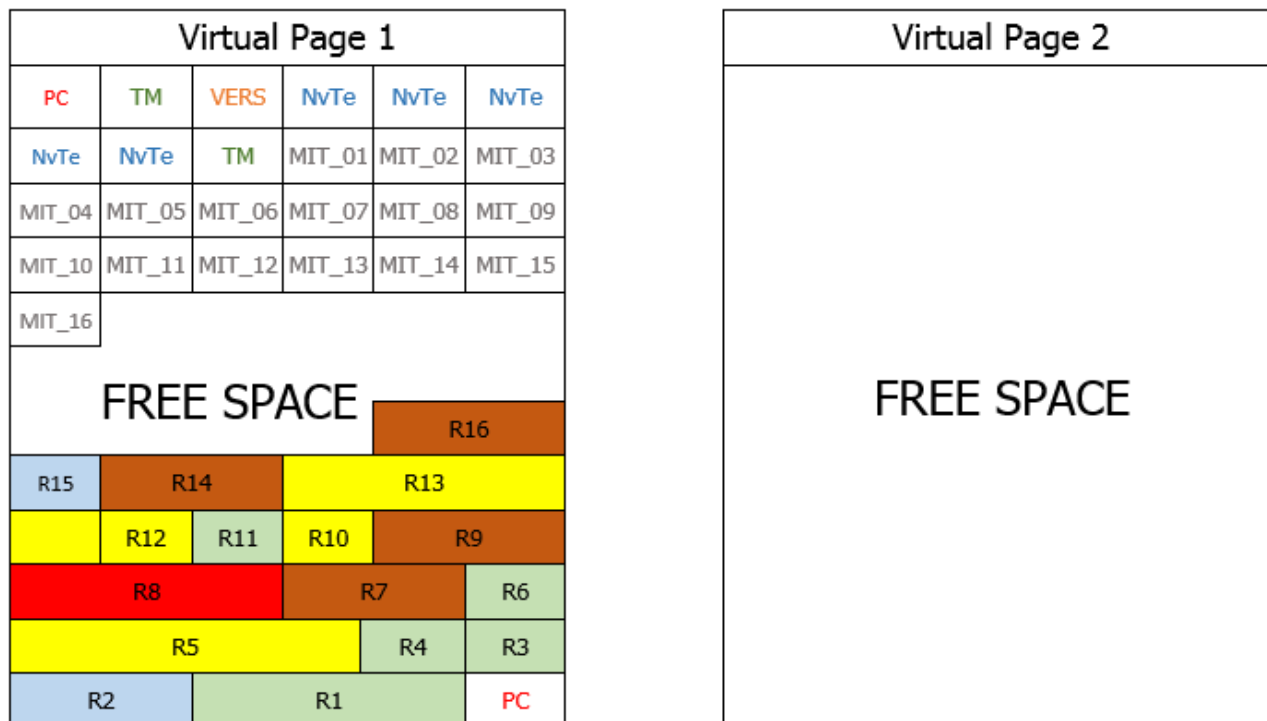 Virtual Page 1
PC TM VERS NvTe NvTe NvTe
NvTe NvTe TM MIT_01 MIT_02 MIT_03
MIT_04 MIT_05 MIT_06 MIT_07 MIT_08 MIT_09
MIT_10 MIT_11 MIT_12 MIT_13 MIT_14 MIT_15
MIT_16
FREE SPACE
R16
R15 R14 R13
R12 R11 R10 R9
R8 R7 R6
R5 R4 R3
R2 R1 PC
Virtual Page 2
FREE SPACE